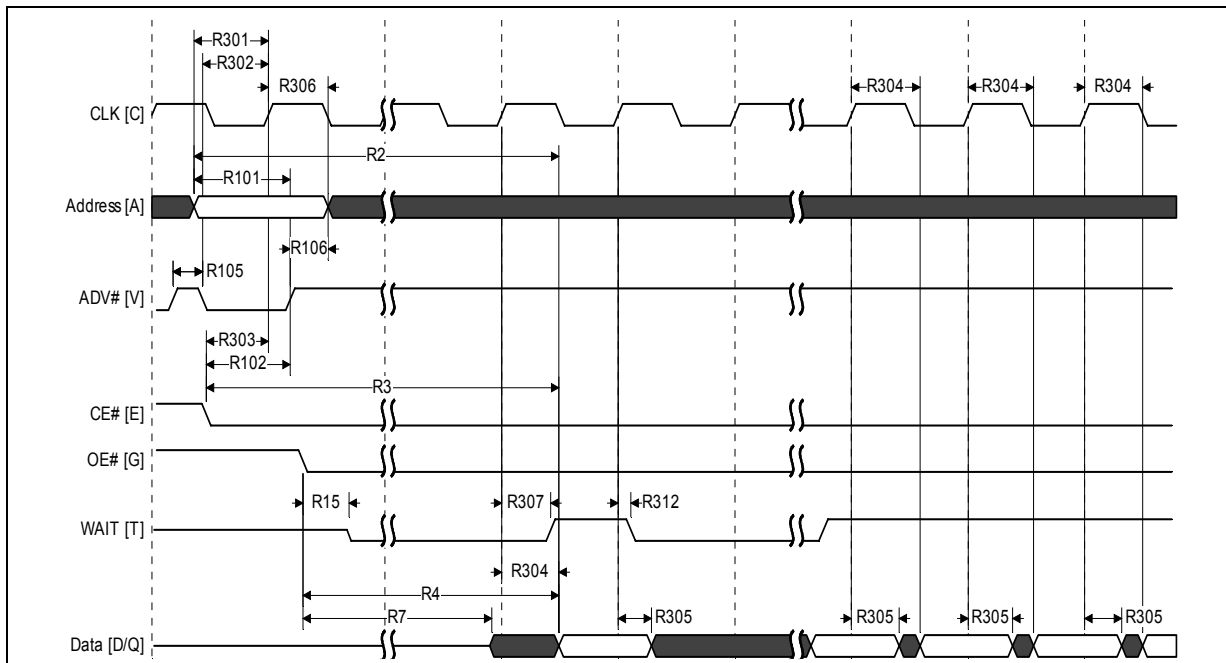 R301
R302
R306
R304
R304
R304
CLK [C]
R2
R101
Address [A]
R106
R105
ADV# [V]
R303
R102
R3
CE# [E]
OE# [G]
R15
R307
R312
WAIT [T]
R304
R4
R7
R305
R305
R305
R305
Data [D/Q]